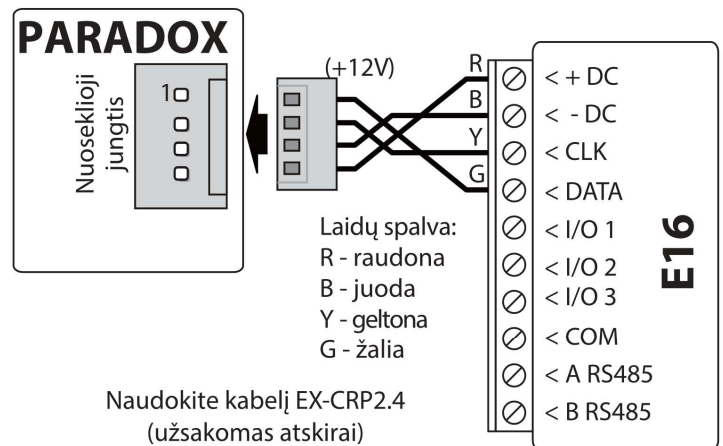 PARADOX
Nuoseklioji
jungtis
1
(+12V)
R
B
Y
G
< + DC
< - DC
< CLK
< DATA
< I/O 1
< I/O 2
< I/O 3
< COM
< A RS485
< B RS485
E16
Laidų spalva:
R - raudona
B - juoda
Y - geltona
G - žalia
Naudokite kabelį EX-CRP2.4
(užsakomas atskirai)